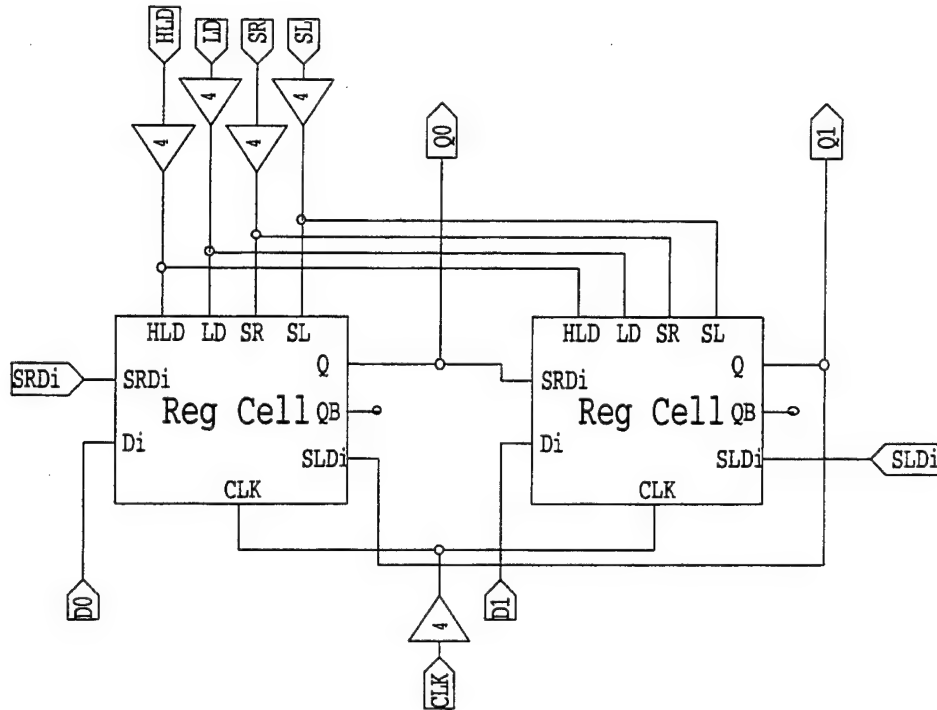 HLD
LD
SR
SL
4
4
4
4
Q0
Q1
HLD LD SR SL
Q
SRDi
SRDi
Reg Cell
QB
Di
SLDi
CLK
HLD LD SR SL
Q
SRDi
Reg Cell
QB
Di
SLDi
SLDi
CLK
D0
4
D1
CLK